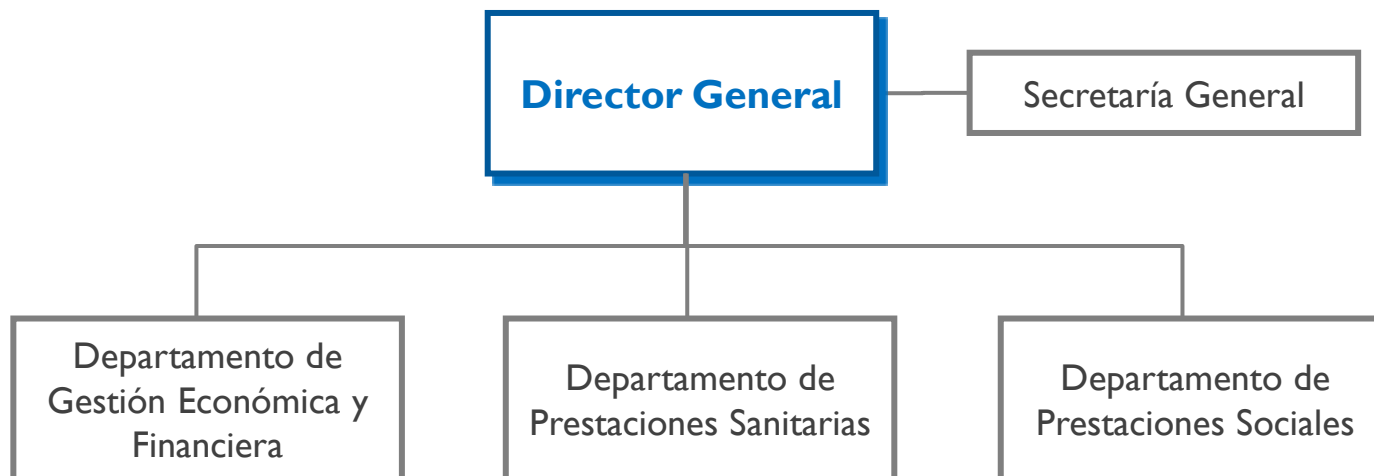 Director General
Secretaría General
Departamento de
Gestión Económica y
Financiera
Departamento de
Prestaciones Sanitarias
Departamento de
Prestaciones Sociales